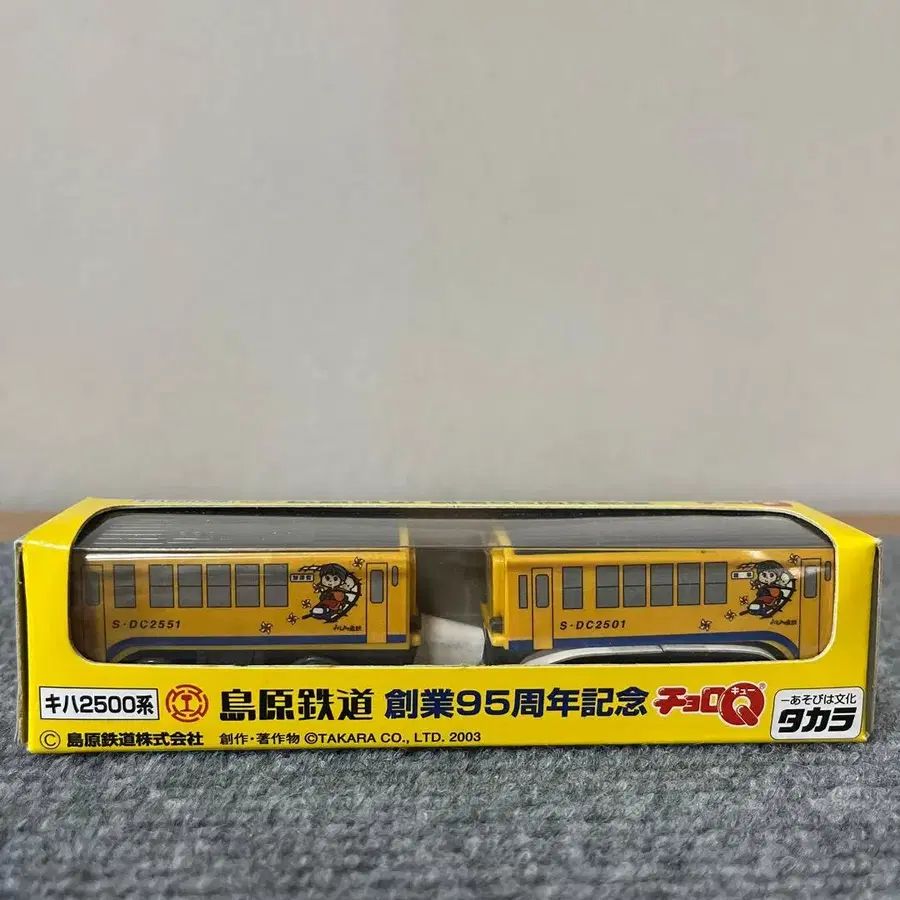 S-DC2551
S-DC2501
キハ2500系 島原鉄道 創業95周年記念 チョロQ キュー
©島原鉄道株式会社 創作・著作物 ©TAKARA CO., LTD. 2003
―あそびは文化
タカラ